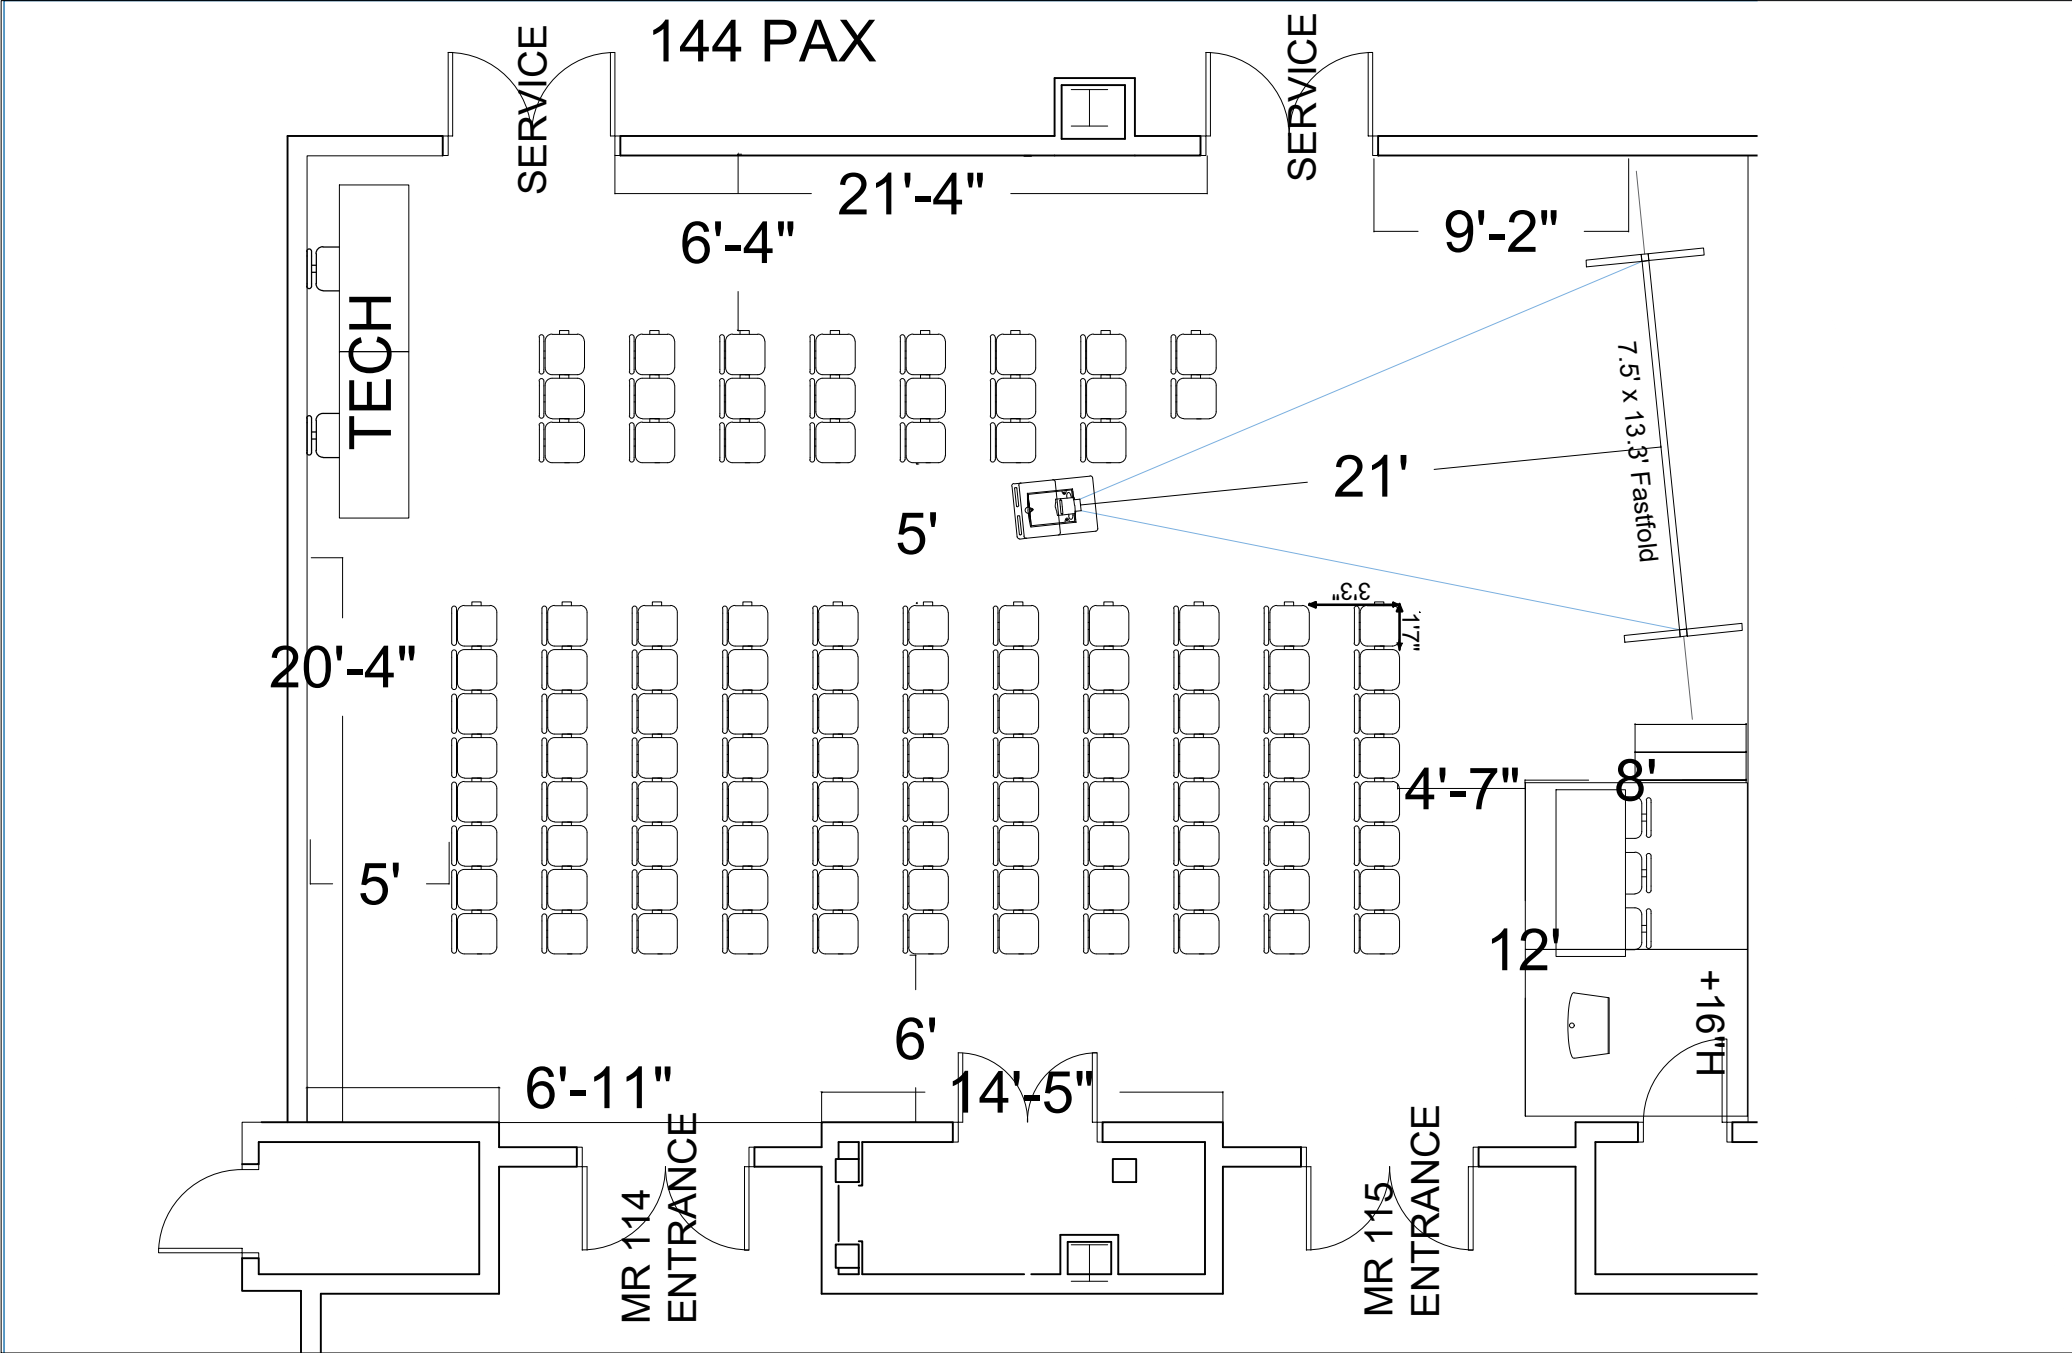 144 PAX
SERVICE
SERVICE
21'-4"
6'-4"
9'-2"
TECH
7.5' x 13.3' Fastfold
21'
5'
3'3"
1'7"
20'-4"
4'-7"
8'
5'
12'
+16"H
6'
6'-11"
14'-5"
MR 114
ENTRANCE
MR 115
ENTRANCE